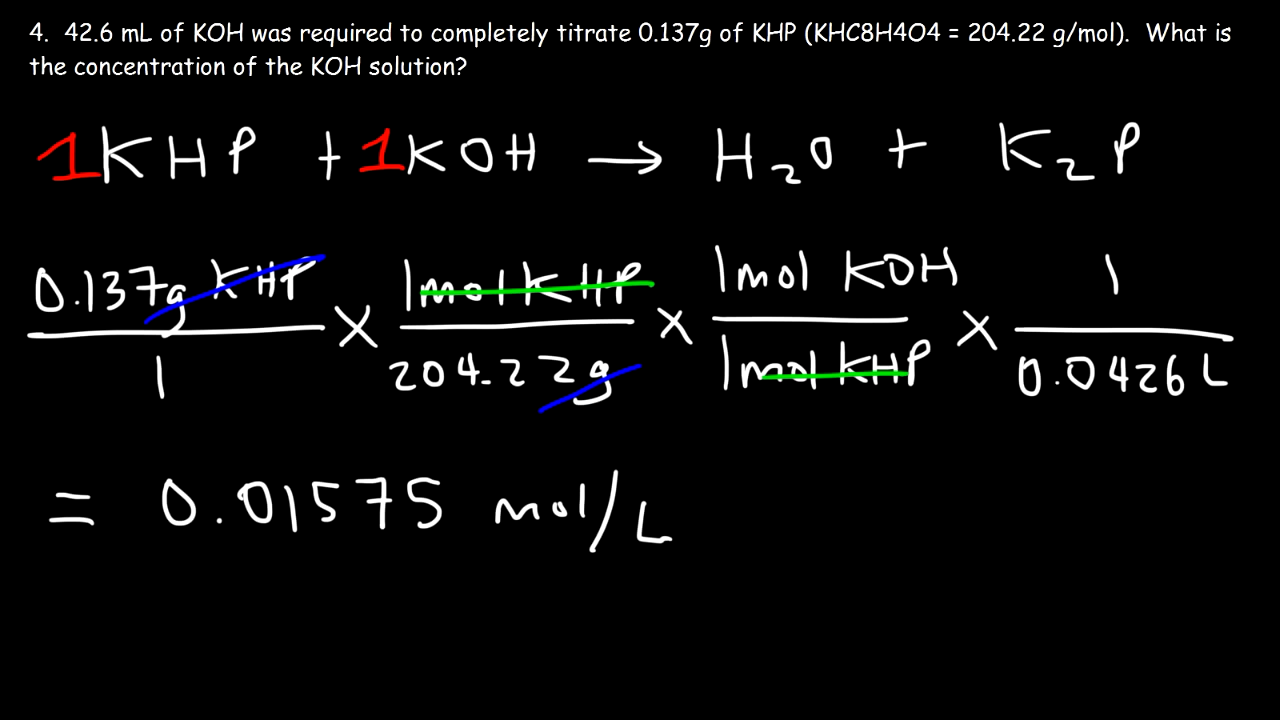 4. 42.6 mL of KOH was required to completely titrate 0.137g of KHP (KHC8H4O4 = 204.22 g/mol). What is
the concentration of the KOH solution?
1KHP + 1KOH → H₂O + K₂P
0.137g KHP / 1 × 1mol KHP / 204.22g × 1mol KOH / 1mol KHP × 1 / 0.0426 L
= 0.01575 mol/L